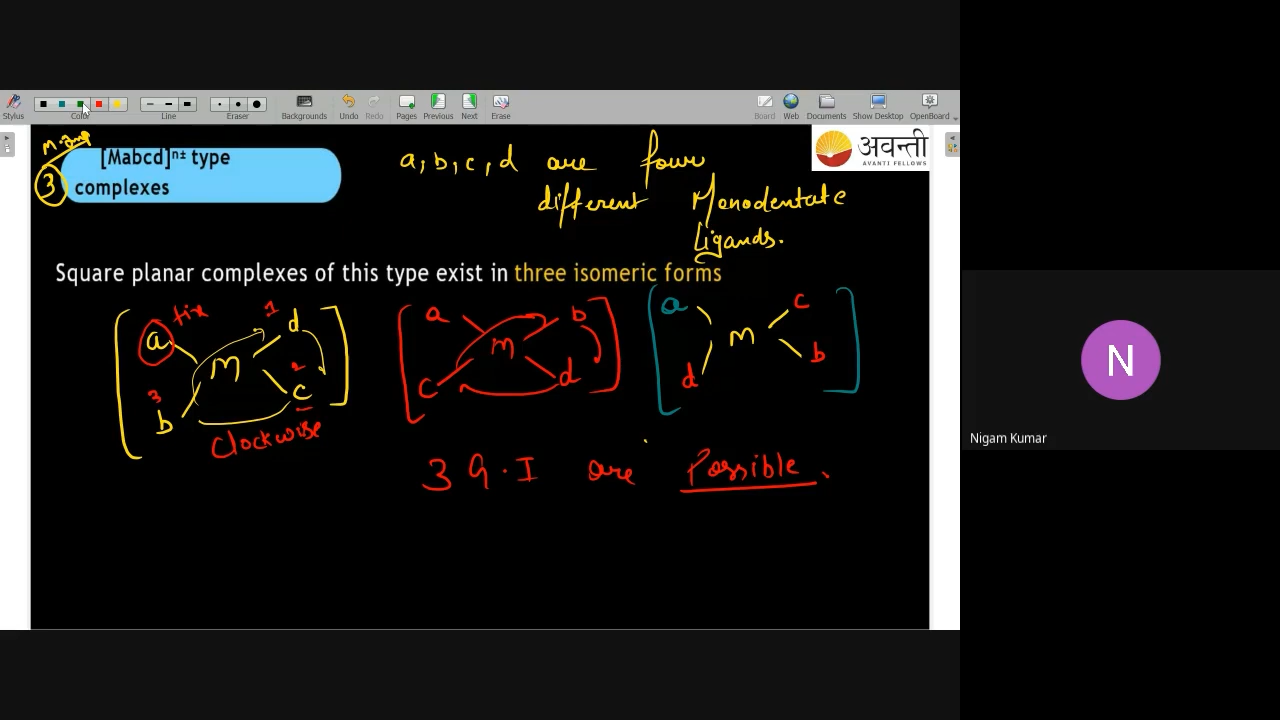 Stylus
Color
Line
Eraser
Backgrounds
Undo
Redo
Pages
Previous
Next
Erase
Board
Web
Documents
Show Desktop
OpenBoard
अवन्ती
AVANTI FELLOWS
M. Imp
3
[Mabcd]n± type
complexes
a, b, c, d are four
different Monodentate
Ligands.
Square planar complexes of this type exist in three isomeric forms
a fix 1 d
M
3 b 2 c
Clockwise
a b
M
c d
a c
M
d b
3 G.I are Possible.
N
Nigam Kumar